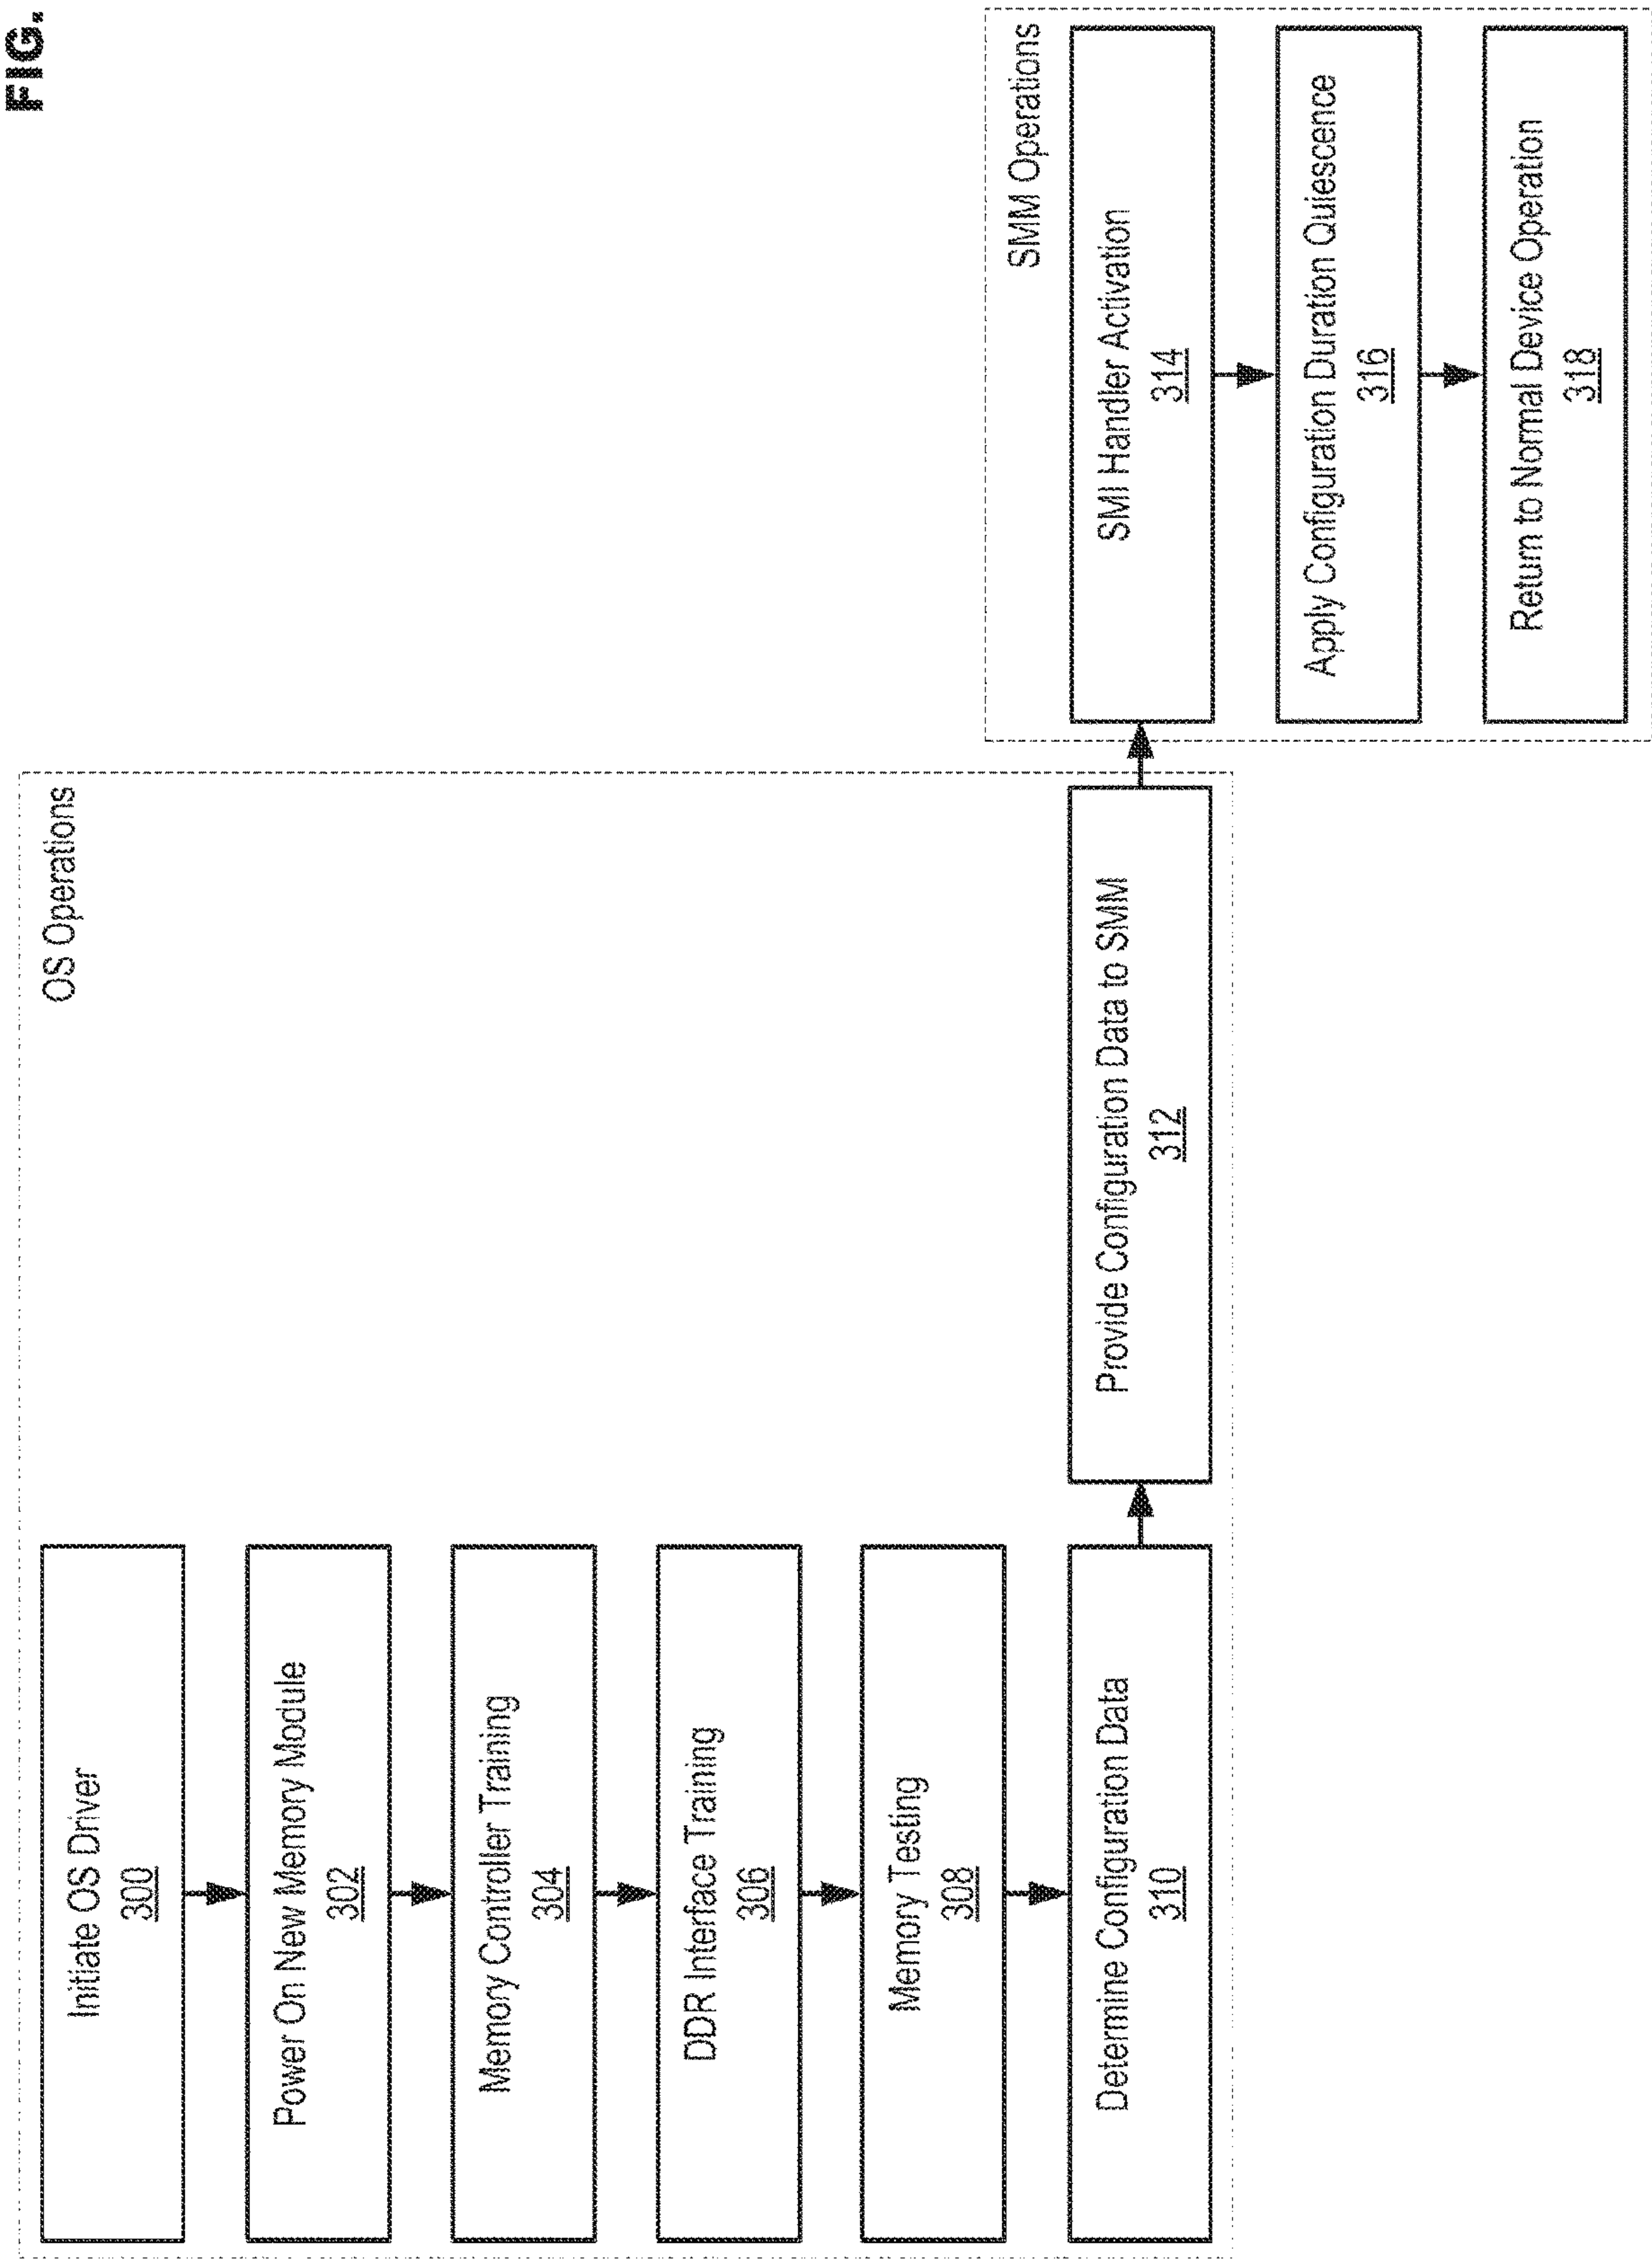 FIG.
OS Operations
Initiate OS Driver
300
Power On New Memory Module
302
Memory Controller Training
304
DDR Interface Training
306
Memory Testing
308
Determine Configuration Data
310
Provide Configuration Data to SMM
312
SMM Operations
SMI Handler Activation
314
Apply Configuration Duration Quiescence
316
Return to Normal Device Operation
318